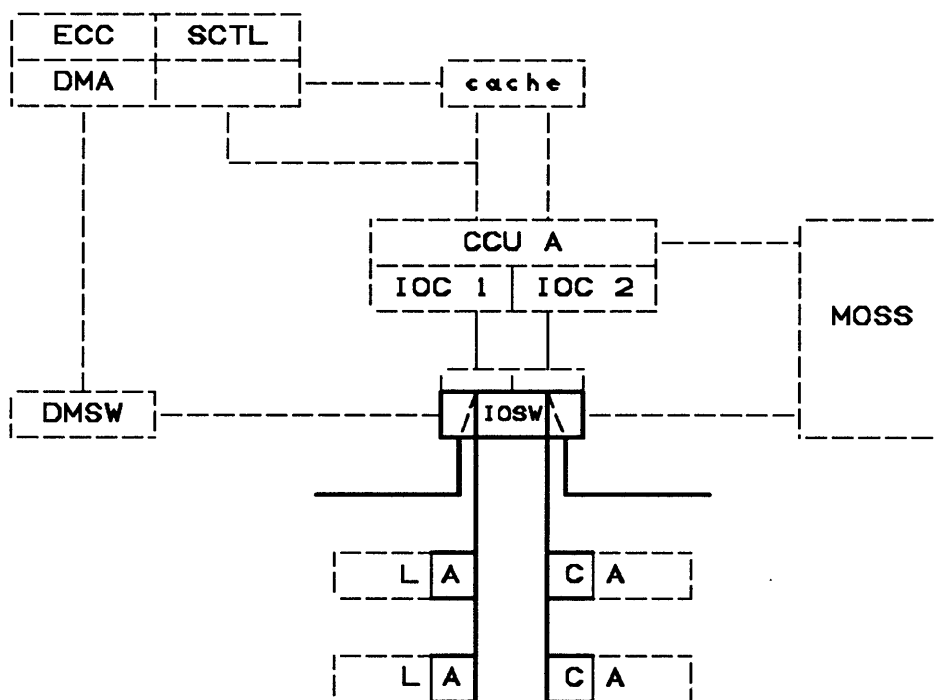 ECC SCTL
DMA cache
CCU A
IOC 1 IOC 2
MOSS
DMSW IOSW
L A C A
L A C A